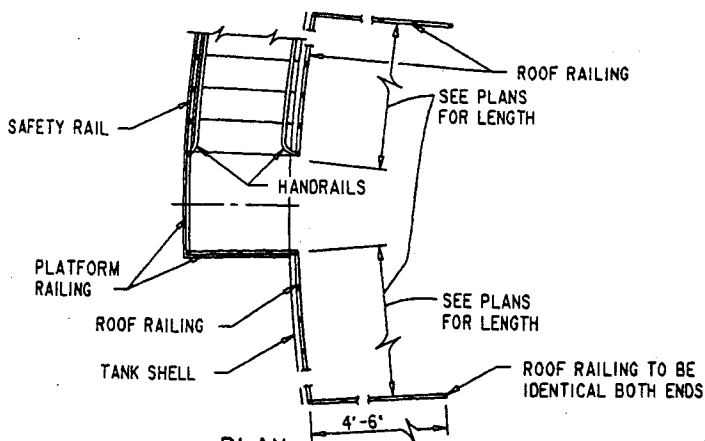 ROOF RAILING
SEE PLANS
FOR LENGTH
SAFETY RAIL
HANDRAILS
PLATFORM
RAILING
SEE PLANS
FOR LENGTH
ROOF RAILING
TANK SHELL
ROOF RAILING TO BE
IDENTICAL BOTH ENDS
4'-6"
PLAN